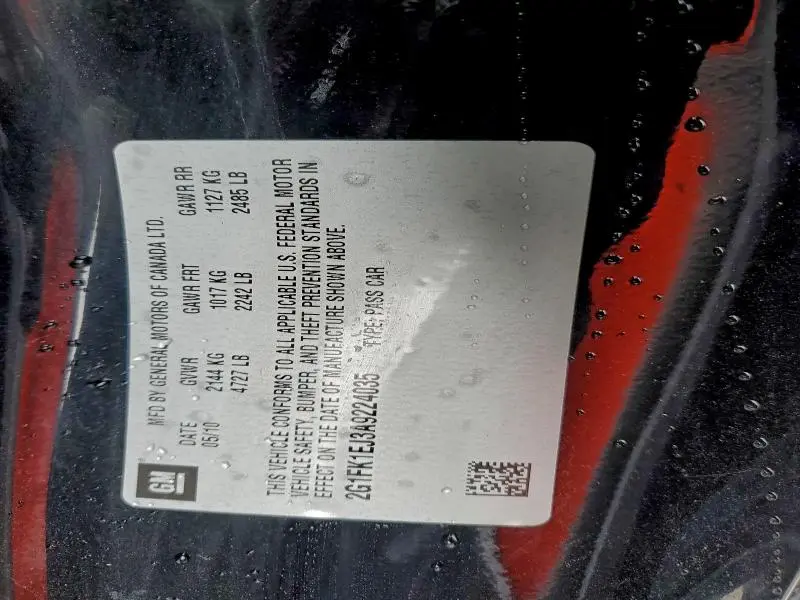 GM
MFD BY GENERAL MOTORS OF CANADA LTD.
DATE GVWR GAWR FRT GAWR RR
05/10 2144 KG 1017 KG 1127 KG
4727 LB 2242 LB 2485 LB
THIS VEHICLE CONFORMS TO ALL APPLICABLE U.S. FEDERAL MOTOR
VEHICLE SAFETY, BUMPER, AND THEFT PREVENTION STANDARDS IN
EFFECT ON THE DATE OF MANUFACTURE SHOWN ABOVE.
2G1FK1EJ3A9224035 TYPE: PASS CAR